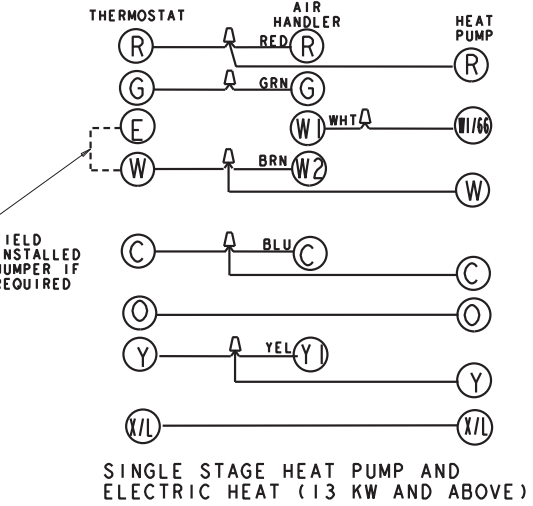 THERMOSTAT
AIR
HANDLER
HEAT
PUMP
R RED R R
G GRN G
E W1 WHT W1/66
W BRN W2 W
IELD
NSTALLED
UMPER IF
EQUIRED
C BLU C C
O O
Y YEL Y1 Y
X/L X/L
SINGLE STAGE HEAT PUMP AND
ELECTRIC HEAT (13 KW AND ABOVE)